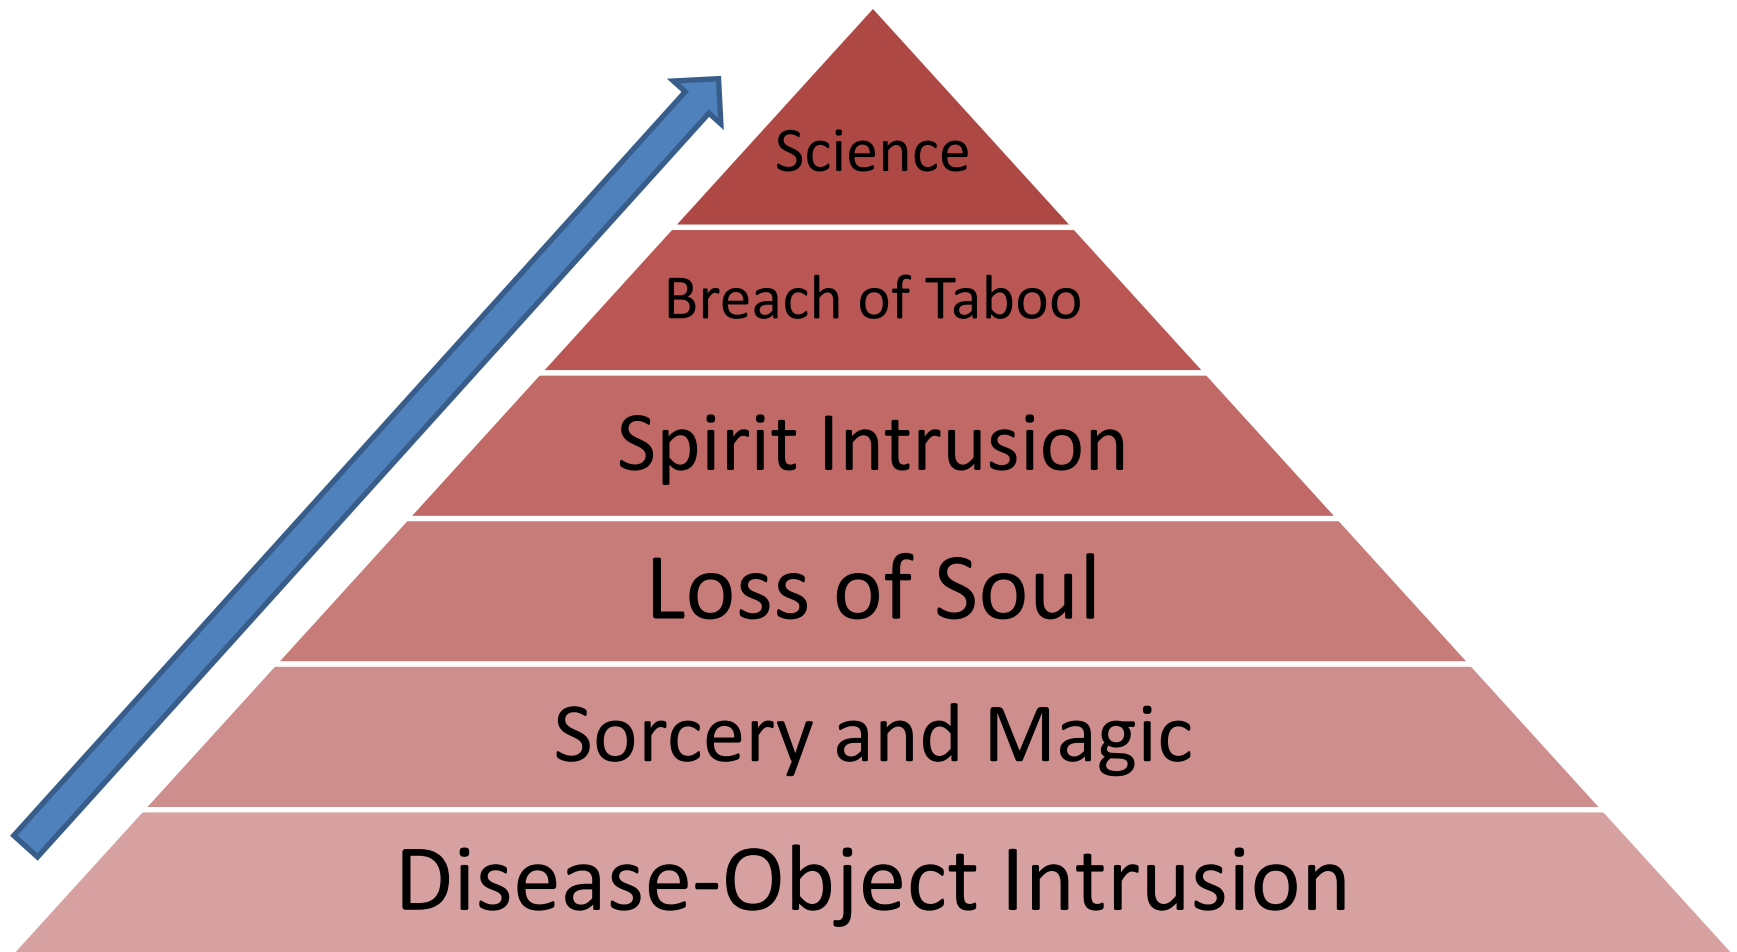 Science
Breach of Taboo
Spirit Intrusion
Loss of Soul
Sorcery and Magic
Disease-Object Intrusion